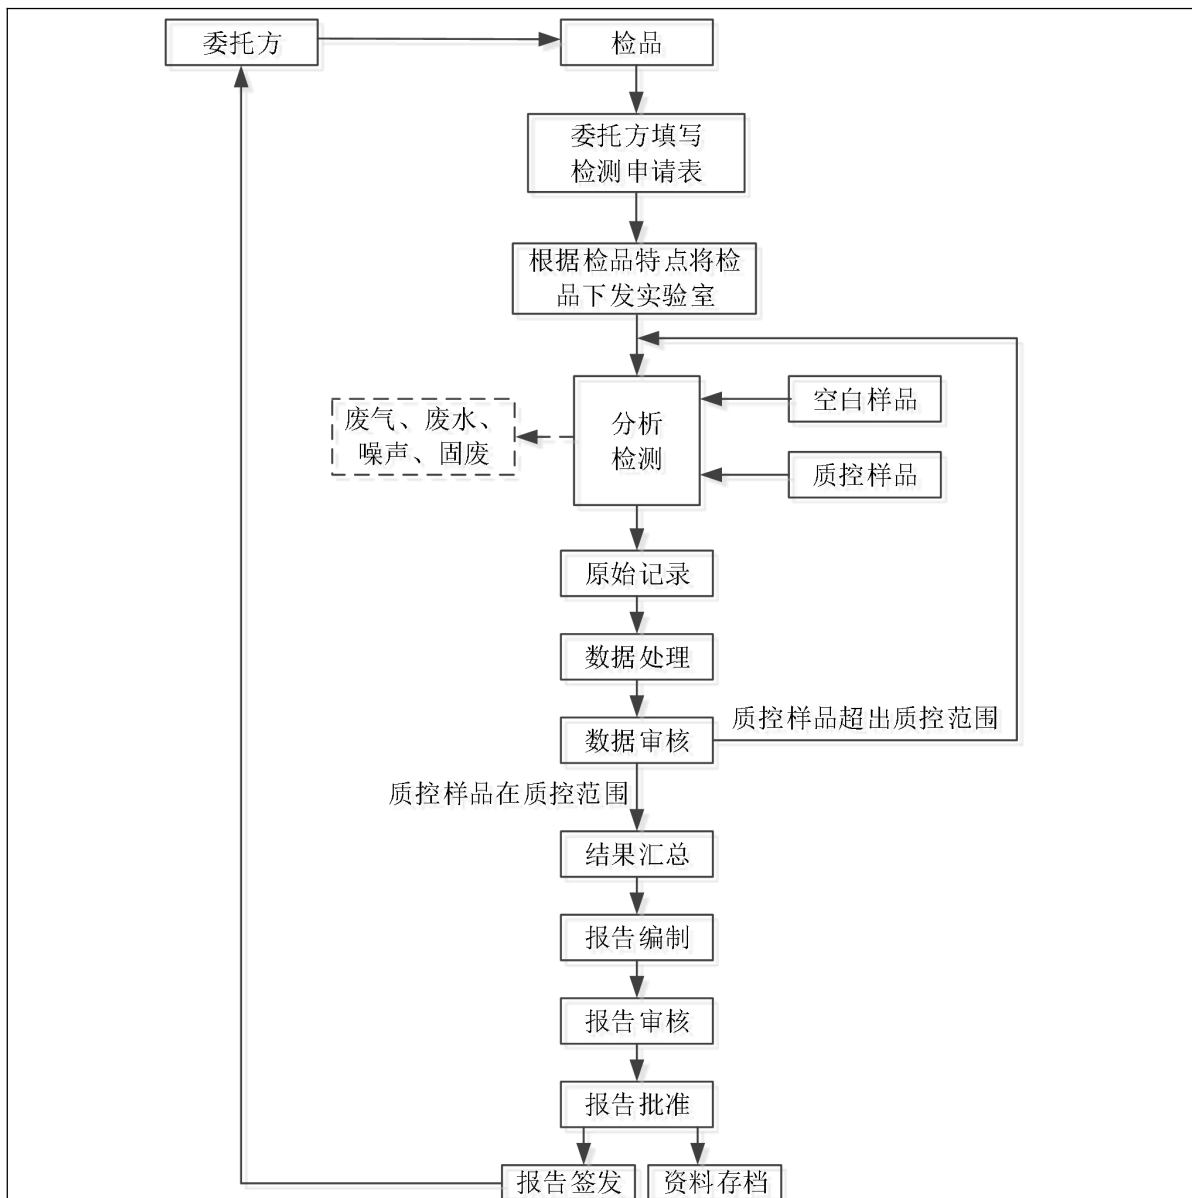 委托方
检品
委托方填写
检测申请表
根据检品特点将检
品下发实验室
废气、废水、
噪声、固废
分析
检测
空白样品
质控样品
原始记录
数据处理
数据审核
质控样品超出质控范围
质控样品在质控范围
结果汇总
报告编制
报告审核
报告批准
报告签发
资料存档